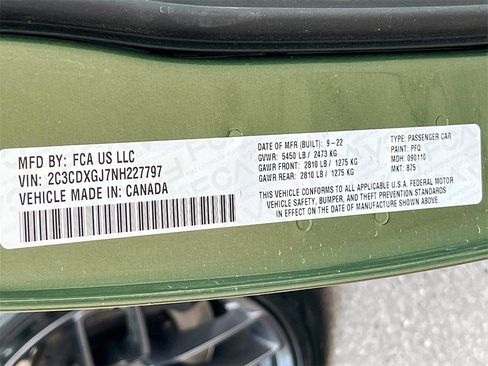 MFD BY: FCA US LLC
VIN: 2C3CDXGJ7NH227797
VEHICLE MADE IN: CANADA
DATE OF MFR (BUILT): 9-22
GVWR: 5450 LB / 2473 KG
GAWR FRONT: 2810 LB / 1275 KG
GAWR REAR: 2810 LB / 1275 KG
TYPE: PASSENGER CAR
PAINT: PFQ
MDH: 090110
MKT: B75
THIS VEHICLE CONFORMS TO ALL APPLICABLE U.S.A. FEDERAL MOTOR
VEHICLE SAFETY, BUMPER, AND THEFT PREVENTION STANDARDS
IN EFFECT ON THE DATE OF MANUFACTURE SHOWN ABOVE.